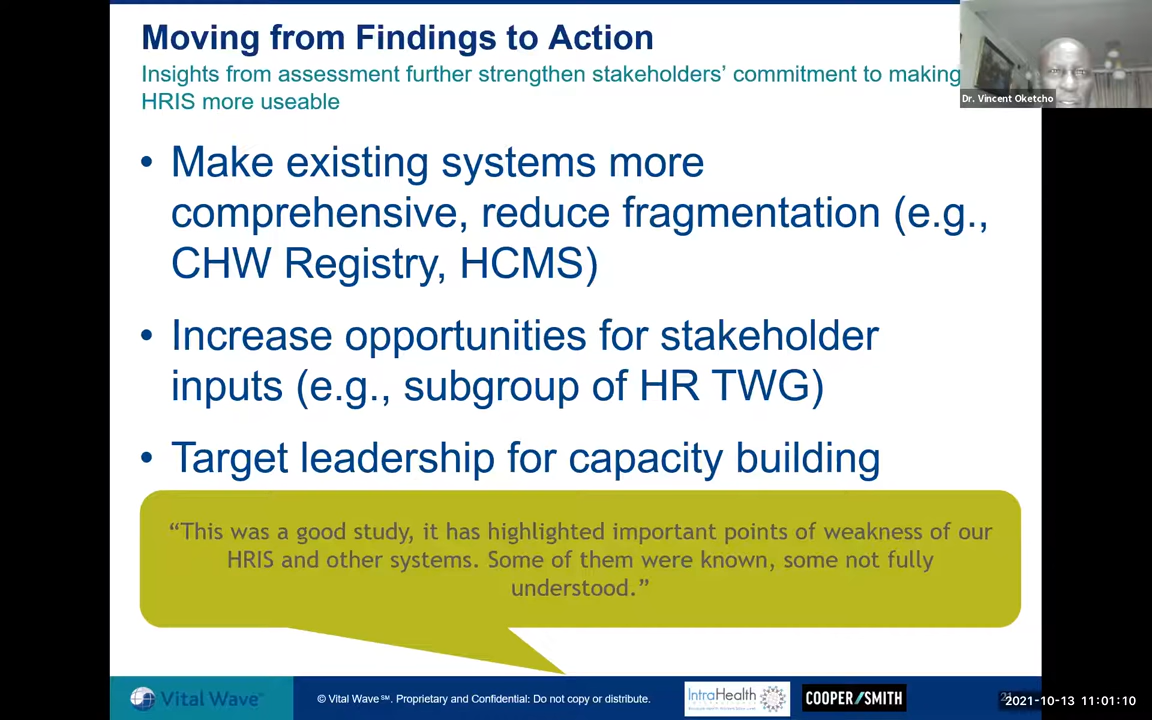 Moving from Findings to Action
Insights from assessment further strengthen stakeholders’ commitment to making
HRIS more useable
Dr. Vincent Oketcho
• Make existing systems more
comprehensive, reduce fragmentation (e.g.,
CHW Registry, HCMS)
• Increase opportunities for stakeholder
inputs (e.g., subgroup of HR TWG)
• Target leadership for capacity building
“This was a good study, it has highlighted important points of weakness of our
HRIS and other systems. Some of them were known, some not fully
understood.”
Vital Wave
© Vital Wave℠. Proprietary and Confidential: Do not copy or distribute.
IntraHealth
COOPER/SMITH
2021-10-13 11:01:10